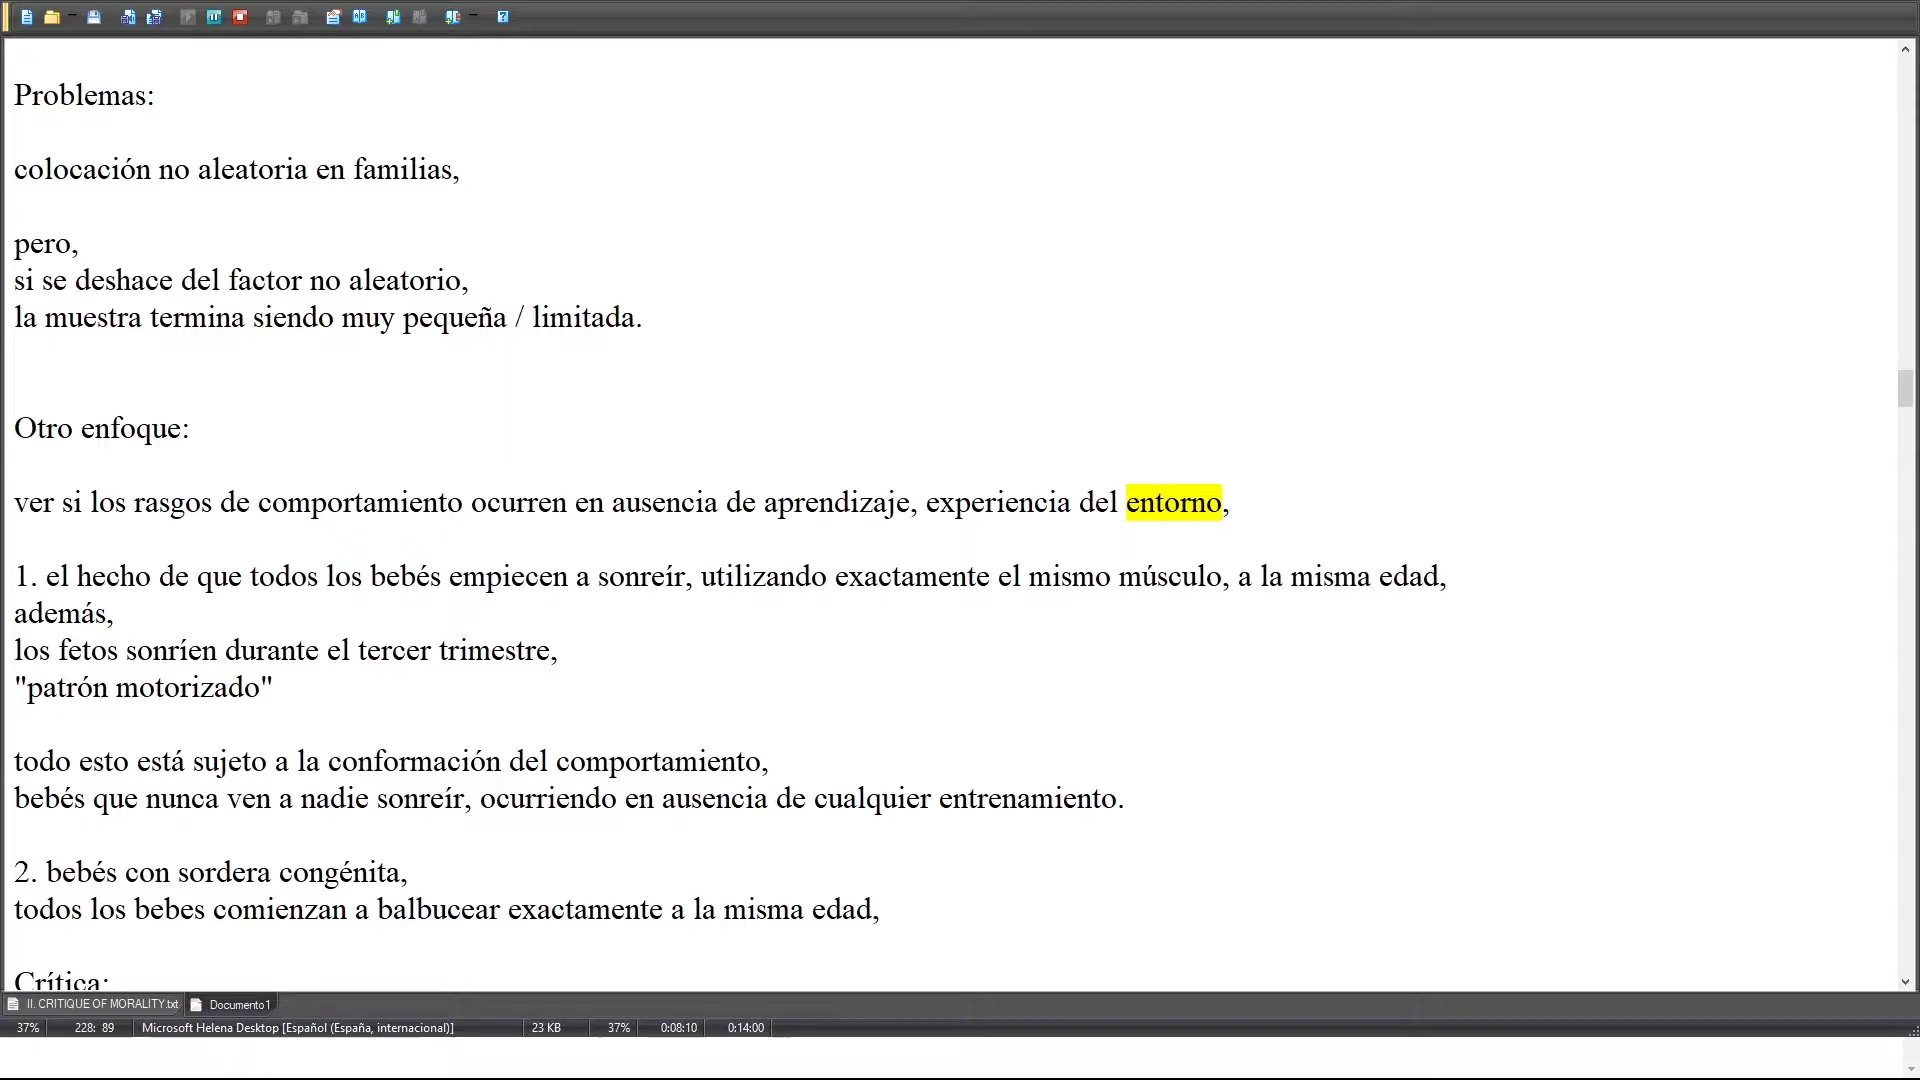 Problemas:
colocación no aleatoria en familias,
pero,
si se deshace del factor no aleatorio,
la muestra termina siendo muy pequeña / limitada.
Otro enfoque:
ver si los rasgos de comportamiento ocurren en ausencia de aprendizaje, experiencia del entorno,
1. el hecho de que todos los bebés empiecen a sonreír, utilizando exactamente el mismo músculo, a la misma edad,
además,
los fetos sonríen durante el tercer trimestre,
"patrón motorizado"
todo esto está sujeto a la conformación del comportamiento,
bebés que nunca ven a nadie sonreír, ocurriendo en ausencia de cualquier entrenamiento.
2. bebés con sordera congénita,
todos los bebes comienzan a balbucear exactamente a la misma edad,
Crítica:
II. CRITIQUE OF MORALITY.txt Documento1
37% 228: 89 Microsoft Helena Desktop [Español (España, internacional)] 23 KB 37% 0:08:10 0:14:00